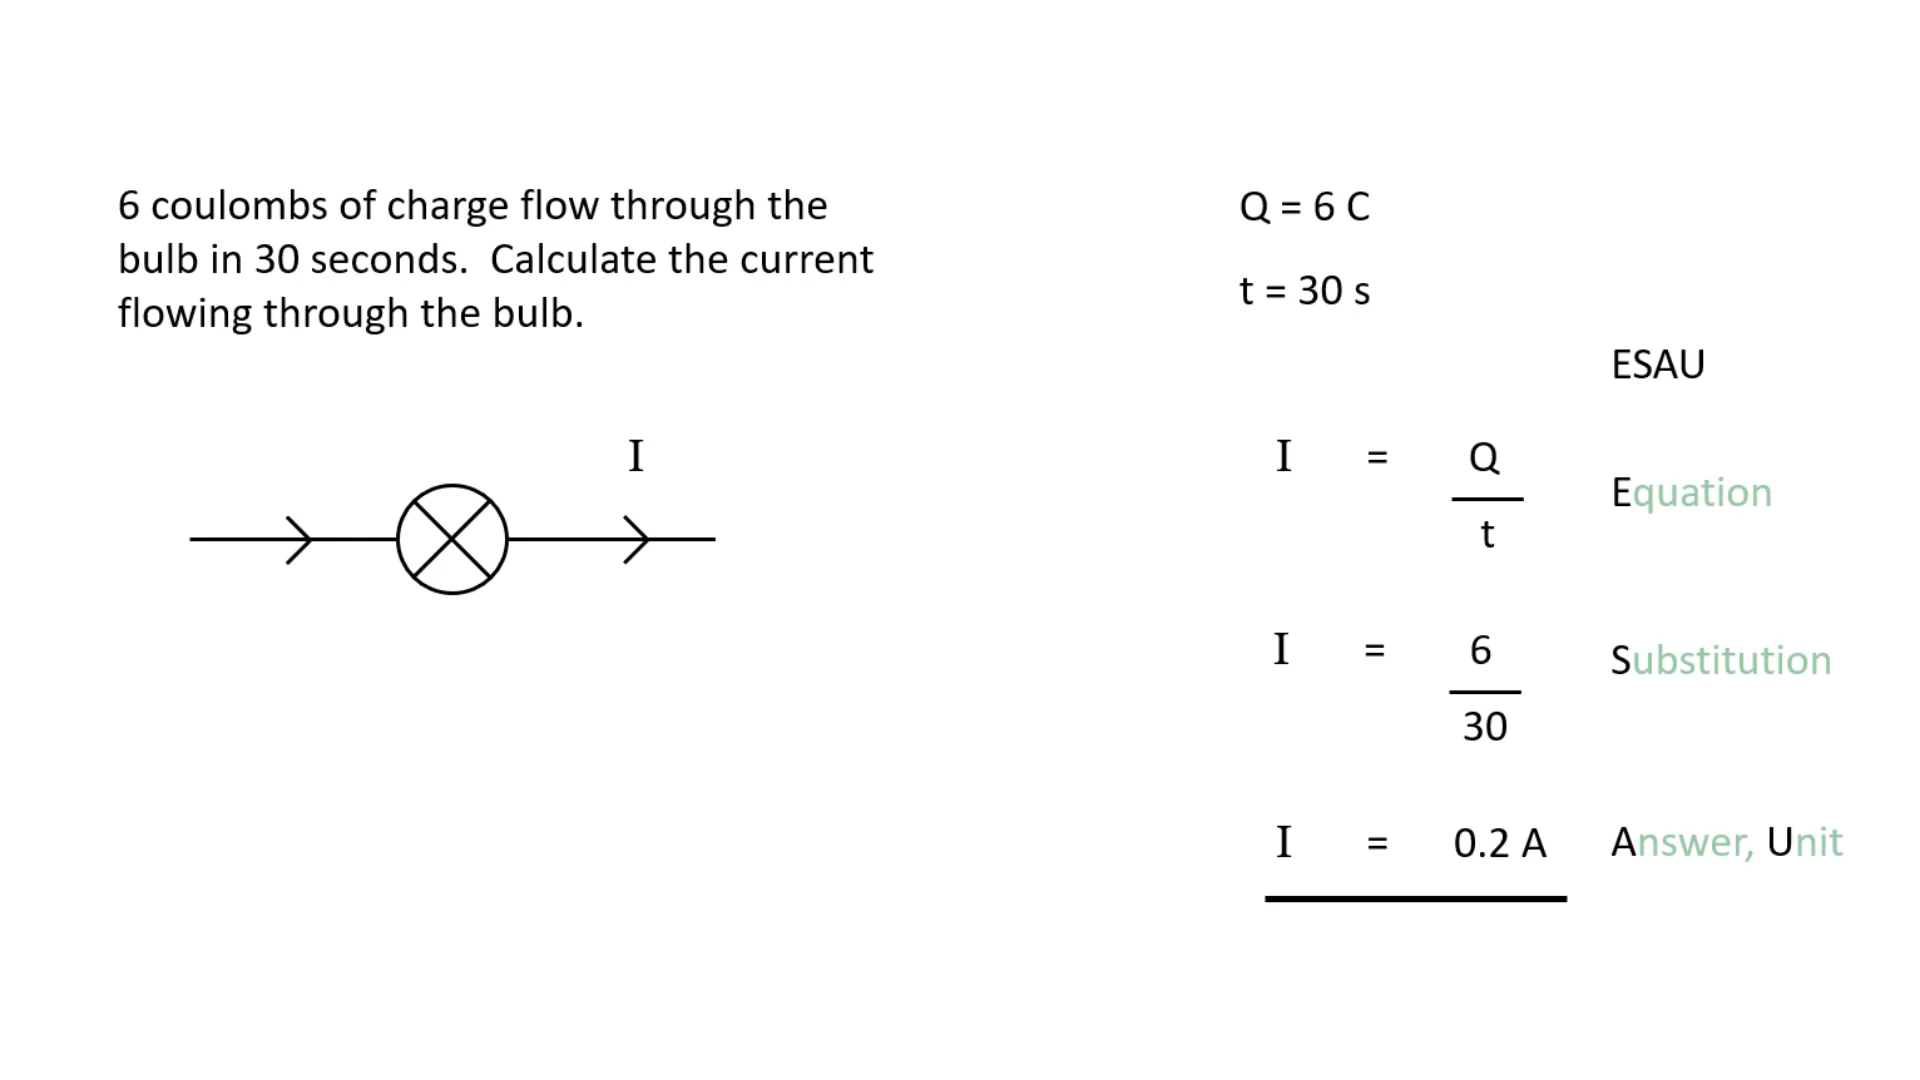 6 coulombs of charge flow through the
bulb in 30 seconds.  Calculate the current
flowing through the bulb.
I
Q = 6 C
t = 30 s
ESAU
I = Q
t
Equation
I = 6
30
Substitution
I = 0.2 A
Answer, Unit